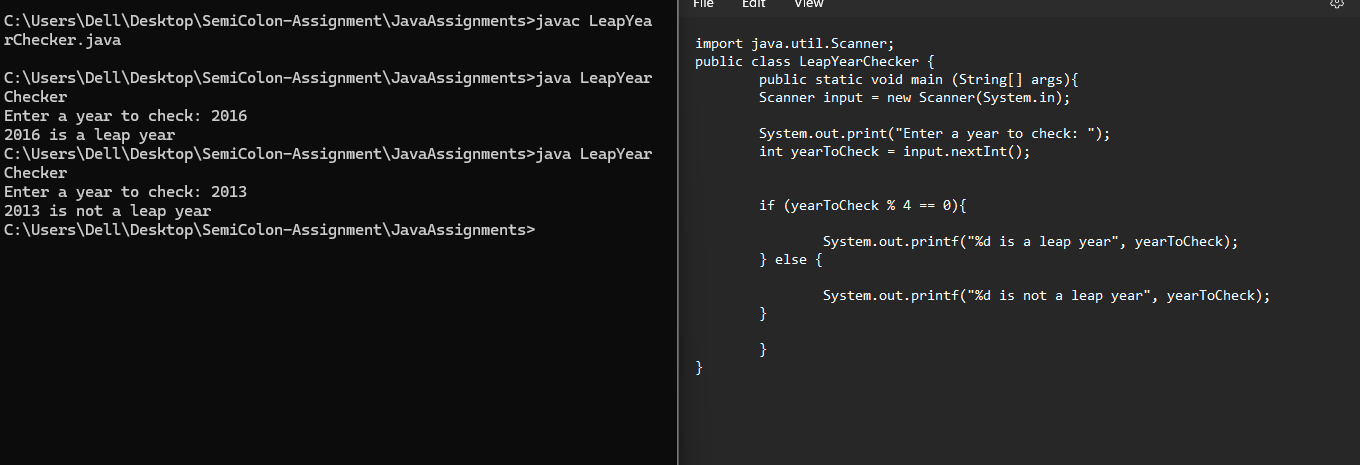 C:\Users\Dell\Desktop\SemiColon-Assignment\JavaAssignments>javac LeapYea
rChecker.java
C:\Users\Dell\Desktop\SemiColon-Assignment\JavaAssignments>java LeapYear
Checker
Enter a year to check: 2016
2016 is a leap year
C:\Users\Dell\Desktop\SemiColon-Assignment\JavaAssignments>java LeapYear
Checker
Enter a year to check: 2013
2013 is not a leap year
C:\Users\Dell\Desktop\SemiColon-Assignment\JavaAssignments>
File Edit View
import java.util.Scanner;
public class LeapYearChecker {
public static void main (String[] args){
Scanner input = new Scanner(System.in);
System.out.print("Enter a year to check: ");
int yearToCheck = input.nextInt();
if (yearToCheck % 4 == 0){
System.out.printf("%d is a leap year", yearToCheck);
} else {
System.out.printf("%d is not a leap year", yearToCheck);
}
}
}